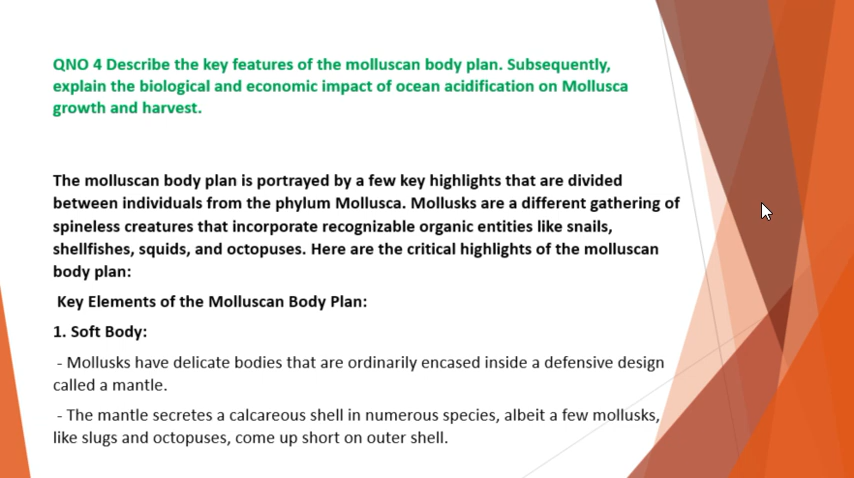 QNO 4 Describe the key features of the molluscan body plan. Subsequently,
explain the biological and economic impact of ocean acidification on Mollusca
growth and harvest.
The molluscan body plan is portrayed by a few key highlights that are divided
between individuals from the phylum Mollusca. Mollusks are a different gathering of
spineless creatures that incorporate recognizable organic entities like snails,
shellfishes, squids, and octopuses. Here are the critical highlights of the molluscan
body plan:
Key Elements of the Molluscan Body Plan:
1. Soft Body:
- Mollusks have delicate bodies that are ordinarily encased inside a defensive design
called a mantle.
- The mantle secretes a calcareous shell in numerous species, albeit a few mollusks,
like slugs and octopuses, come up short on outer shell.